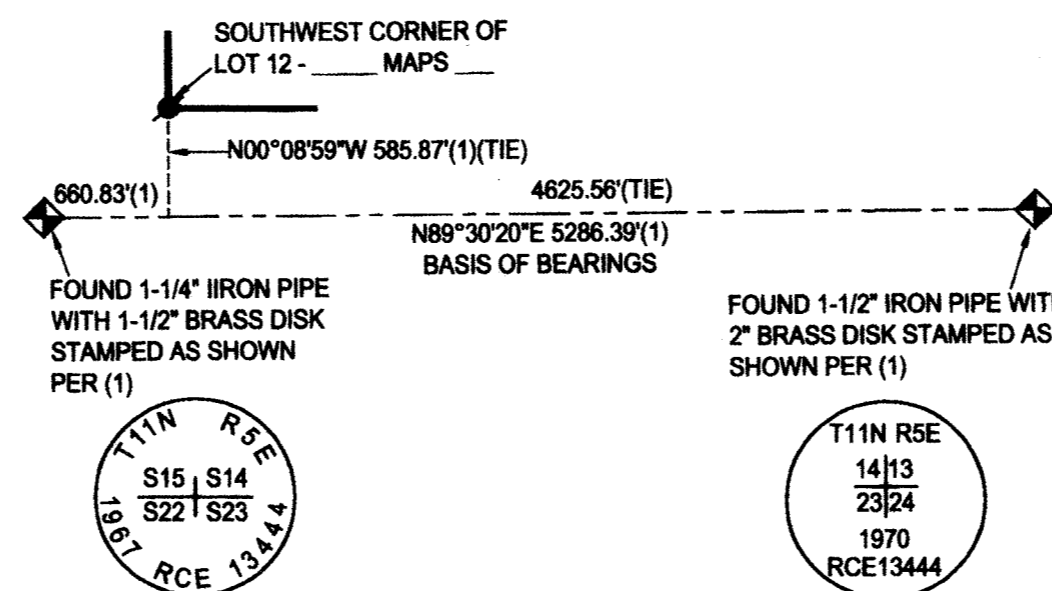 SOUTHWEST CORNER OF
LOT 12 - _____ MAPS ___
N00°08'59"W 585.87'(1)(TIE)
660.83'(1)
4625.56'(TIE)
N89°30'20"E 5286.39'(1)
BASIS OF BEARINGS
FOUND 1-1/4" IIRON PIPE
WITH 1-1/2" BRASS DISK
STAMPED AS SHOWN
PER (1)
FOUND 1-1/2" IRON PIPE WITH
2" BRASS DISK STAMPED AS
SHOWN PER (1)
T11N R5E
S15 S14
S22 S23
1967 RCE 13444
T11N R5E
14 13
23 24
1970
RCE13444